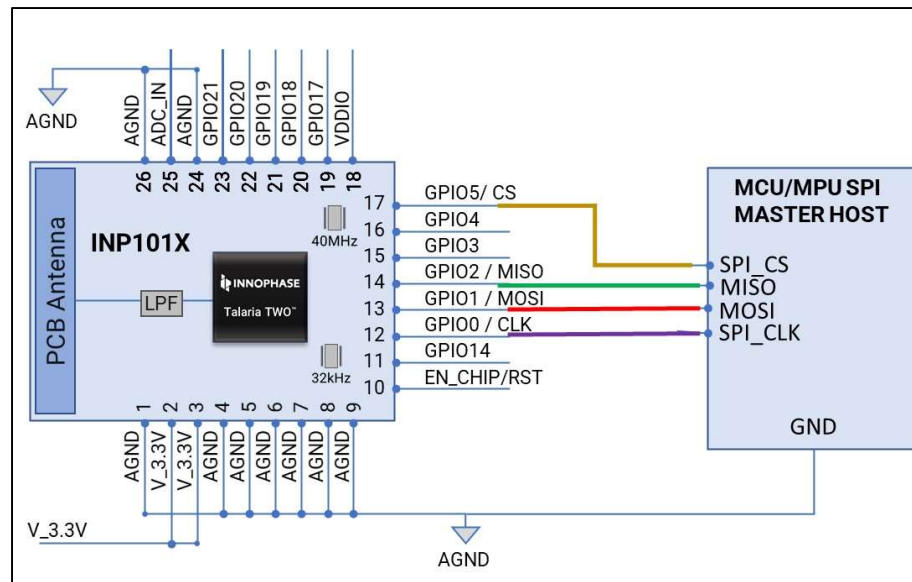 AGND
AGND
ADC_IN
AGND
GPIO21
GPIO20
GPIO19
GPIO18
GPIO17
VDDIO
26
25
24
23
22
21
20
19
18
PCB Antenna
INP101X
LPF
INNOPHASE
Talaria TWO™
40MHz
32kHz
17
GPIO5/ CS
16
GPIO4
15
GPIO3
14
GPIO2 / MISO
13
GPIO1 / MOSI
12
GPIO0 / CLK
11
GPIO14
10
EN_CHIP/RST
MCU/MPU SPI
MASTER HOST
SPI_CS
MISO
MOSI
SPI_CLK
GND
1
2
3
4
5
6
7
8
9
AGND
V_3.3V
V_3.3V
AGND
AGND
AGND
AGND
AGND
AGND
V_3.3V
AGND